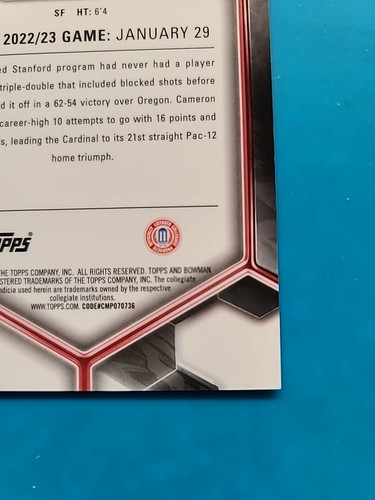 SF HT: 6'4
2022/23 GAME: JANUARY 29
ed Stanford program had never had a player
triple-double that included blocked shots before
d it off in a 62-54 victory over Oregon. Cameron
career-high 10 attempts to go with 16 points and
s, leading the Cardinal to its 21st straight Pac-12
home triumph.
OPPS
THE TOPPS COMPANY, INC. ALL RIGHTS RESERVED. TOPPS AND BOWMAN
STERED TRADEMARKS OF THE TOPPS COMPANY, INC. The collegiate
ndicia used herein are trademarks owned by the respective
collegiate institutions.
WWW.TOPPS.COM. CODE#CMP070736